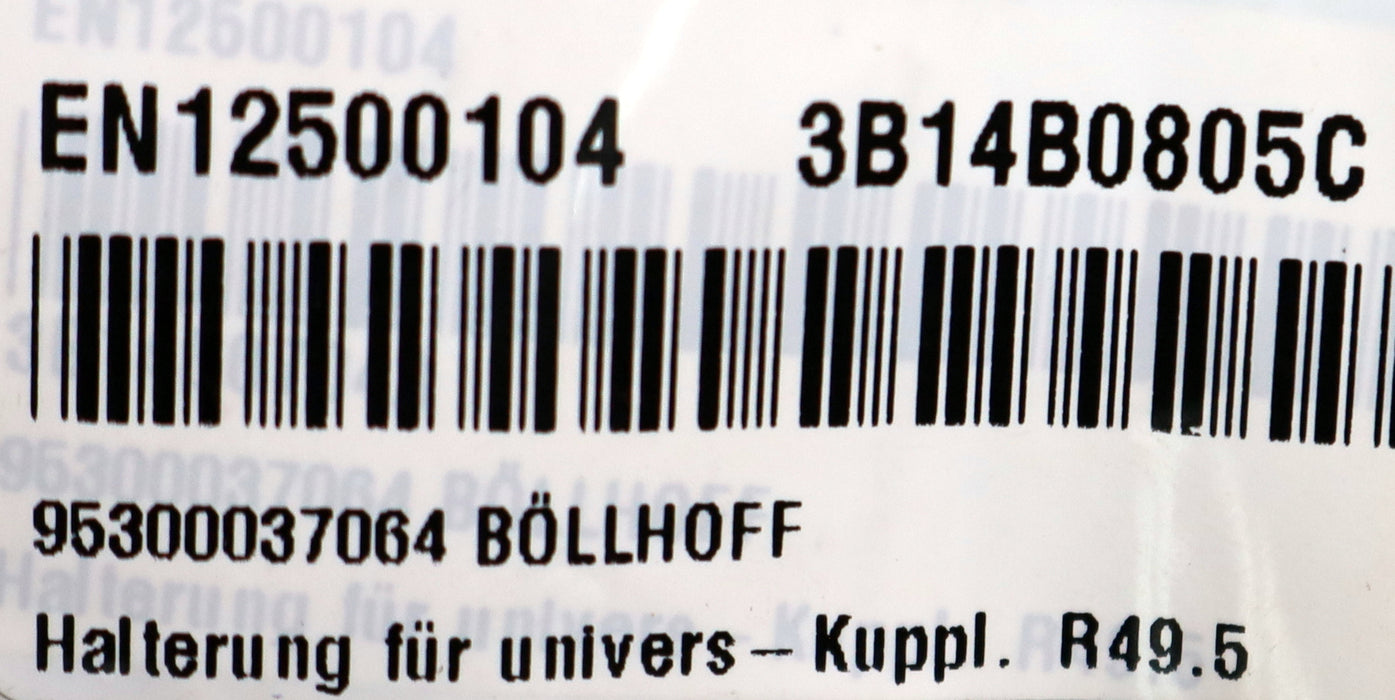 EN12500104 3B14B0805C
95300037064 BÖLLHOFF
Halterung für univers-Kuppl. R49.5